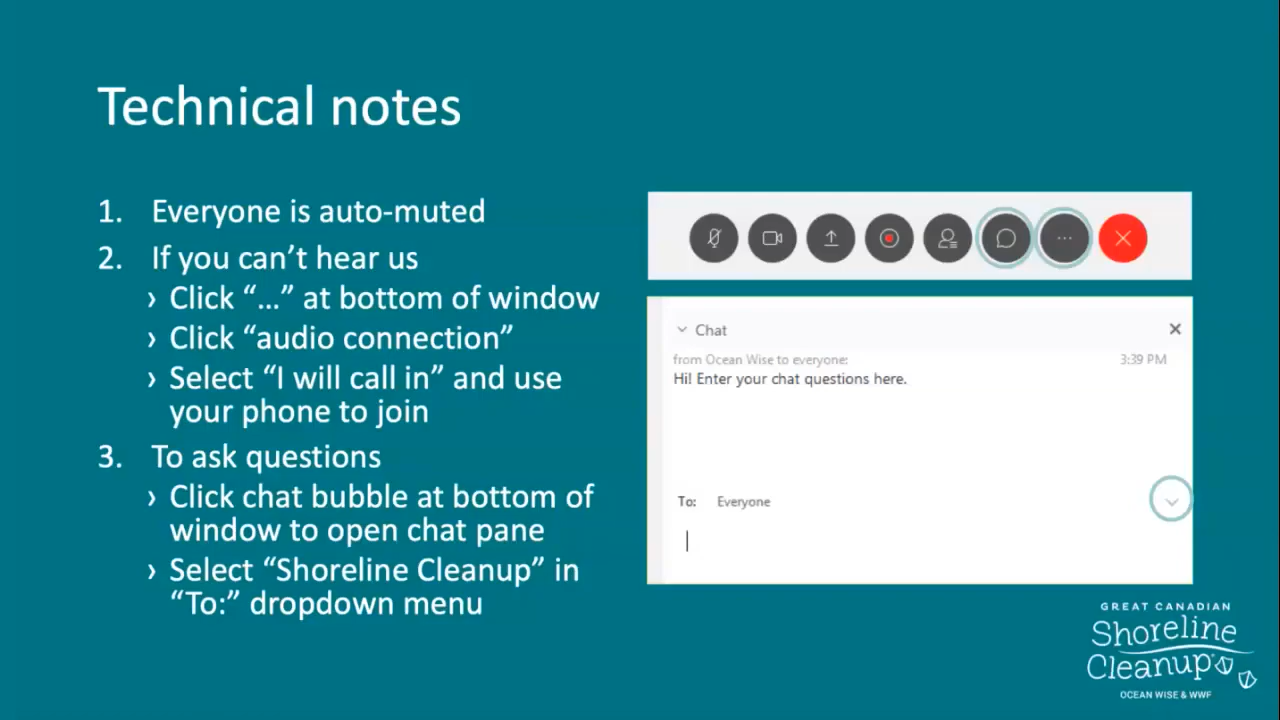 Technical notes
1. Everyone is auto-muted
2. If you can’t hear us
› Click “…” at bottom of window
› Click “audio connection”
› Select “I will call in” and use
your phone to join
3. To ask questions
› Click chat bubble at bottom of
window to open chat pane
› Select “Shoreline Cleanup” in
“To:” dropdown menu
Chat
from Ocean Wise to everyone: 3:39 PM
Hi! Enter your chat questions here.
To: Everyone
GREAT CANADIAN
Shoreline
Cleanup
OCEAN WISE & WWF